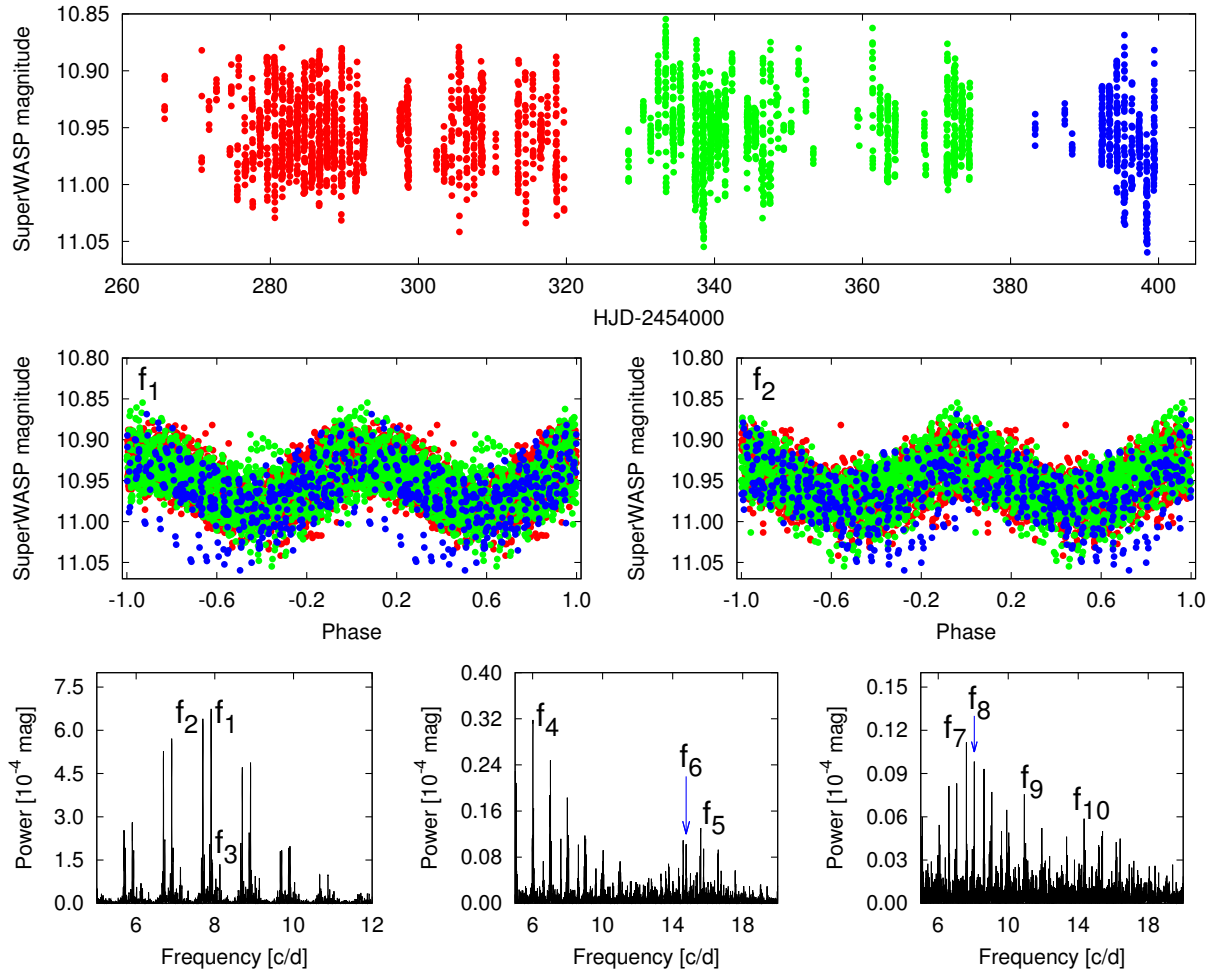 SuperWASP magnitude
10.85
10.90
10.95
11.00
11.05
260 280 300 320 340 360 380 400
HJD-2454000
SuperWASP magnitude
10.80
10.85
10.90
10.95
11.00
11.05
f1
-1.0 -0.6 -0.2 0.2 0.6 1.0
Phase
SuperWASP magnitude
10.80
10.85
10.90
10.95
11.00
11.05
f2
-1.0 -0.6 -0.2 0.2 0.6 1.0
Phase
Power [10-4 mag]
7.5
6.0
4.5
3.0
1.5
0.0
f2 f1
f3
6 8 10 12
Frequency [c/d]
Power [10-4 mag]
0.40
0.32
0.24
0.16
0.08
0.00
f4
f6
f5
6 10 14 18
Frequency [c/d]
Power [10-4 mag]
0.15
0.12
0.09
0.06
0.03
0.00
f8
f7
f9
f10
6 10 14 18
Frequency [c/d]